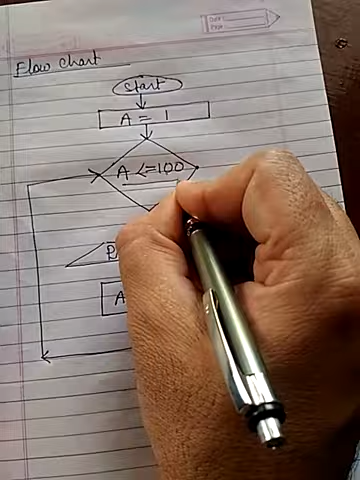 Date:
Page:
Flow chart
Start
A = 1
A <=100
P
A